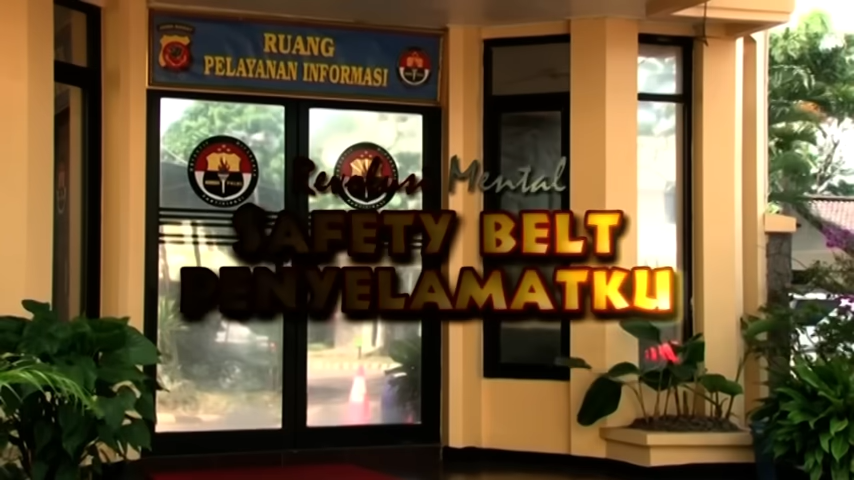 RUANG
PELAYANAN INFORMASI
Revolusi Mental
SAFETY BELT
PENYELAMATKU